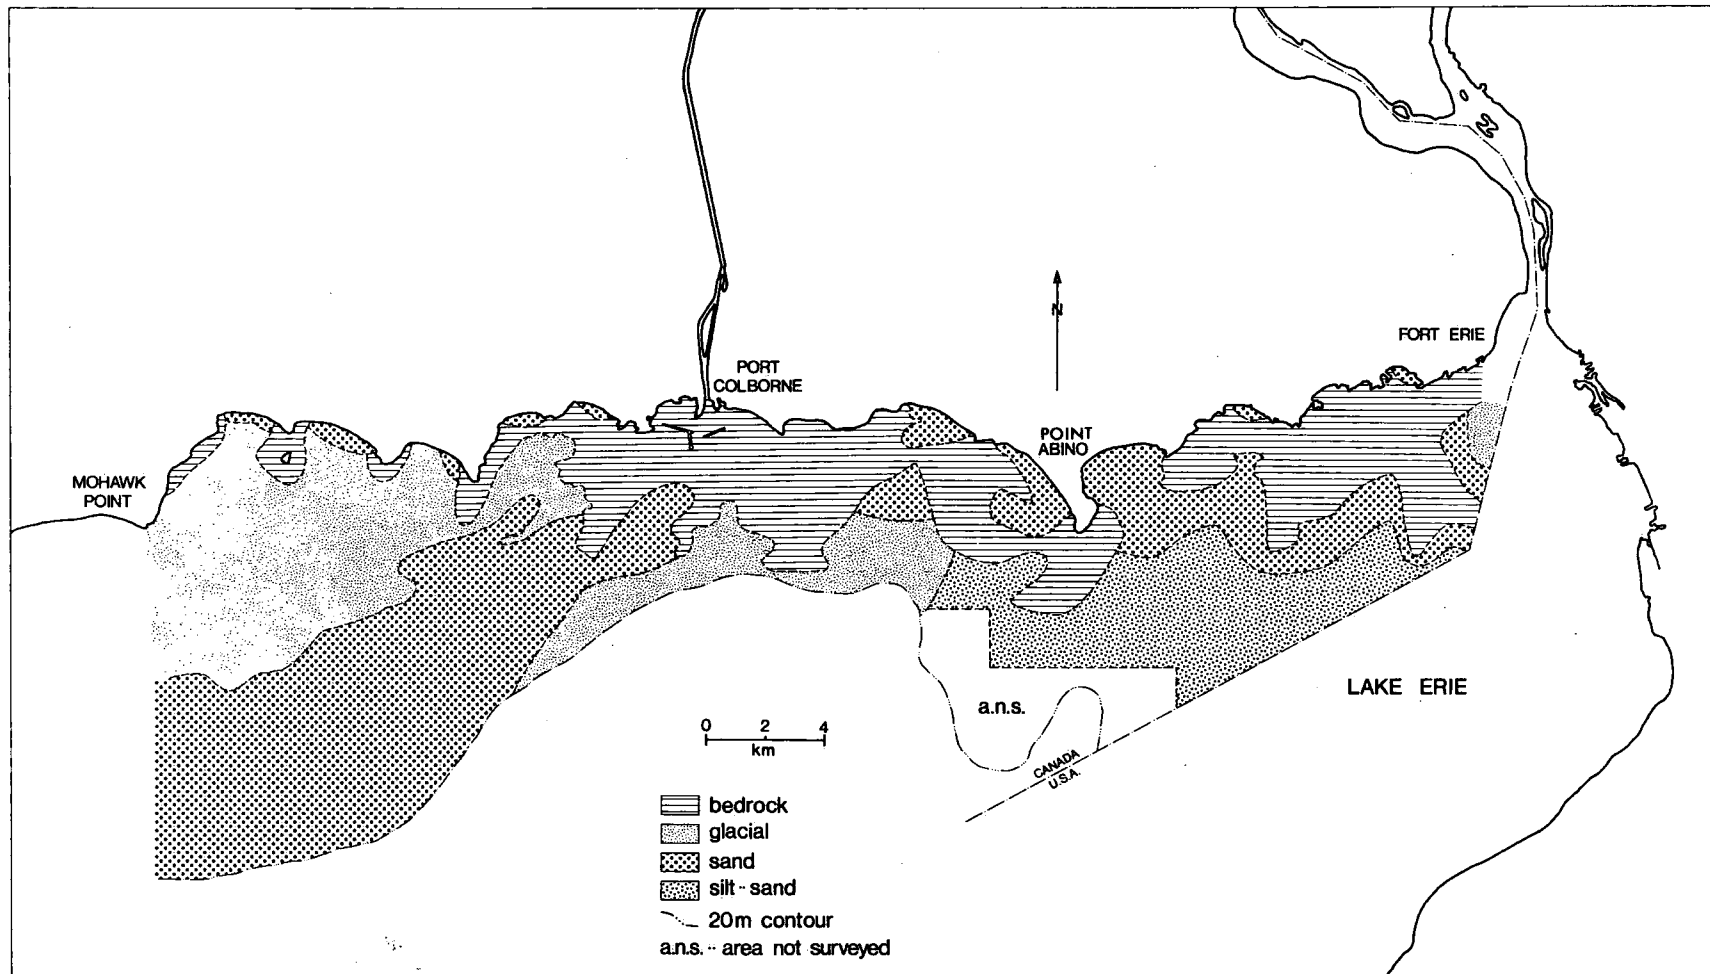 N
FORT ERIE
PORT
COLBORNE
POINT
ABINO
MOHAWK
POINT
LAKE ERIE
a.n.s.
0 2 4
km
CANADA
U.S.A.
bedrock
glacial
sand
silt-sand
20m contour
a.n.s. - area not surveyed